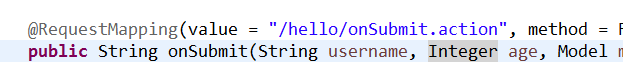 @RequestMapping(value = "/hello/onSubmit.action", method =
public String onSubmit(String username, Integer age, Model